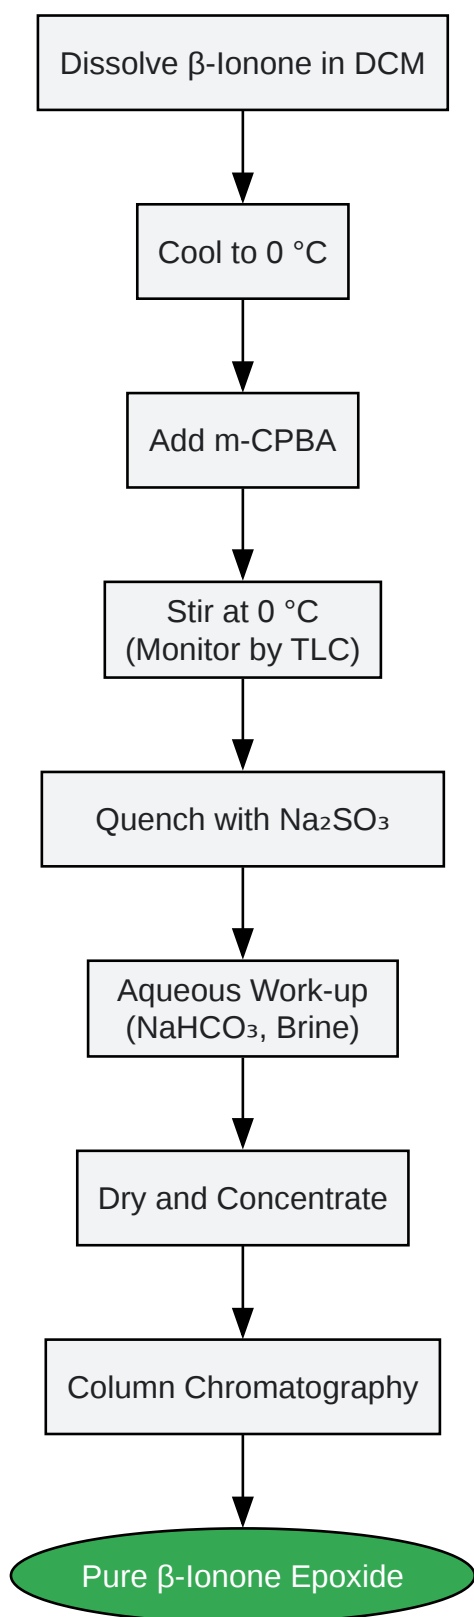 Dissolve β-Ionone in DCM
Cool to 0 °C
Add m-CPBA
Stir at 0 °C
(Monitor by TLC)
Quench with Na₂SO₃
Aqueous Work-up
(NaHCO₃, Brine)
Dry and Concentrate
Column Chromatography
Pure β-Ionone Epoxide